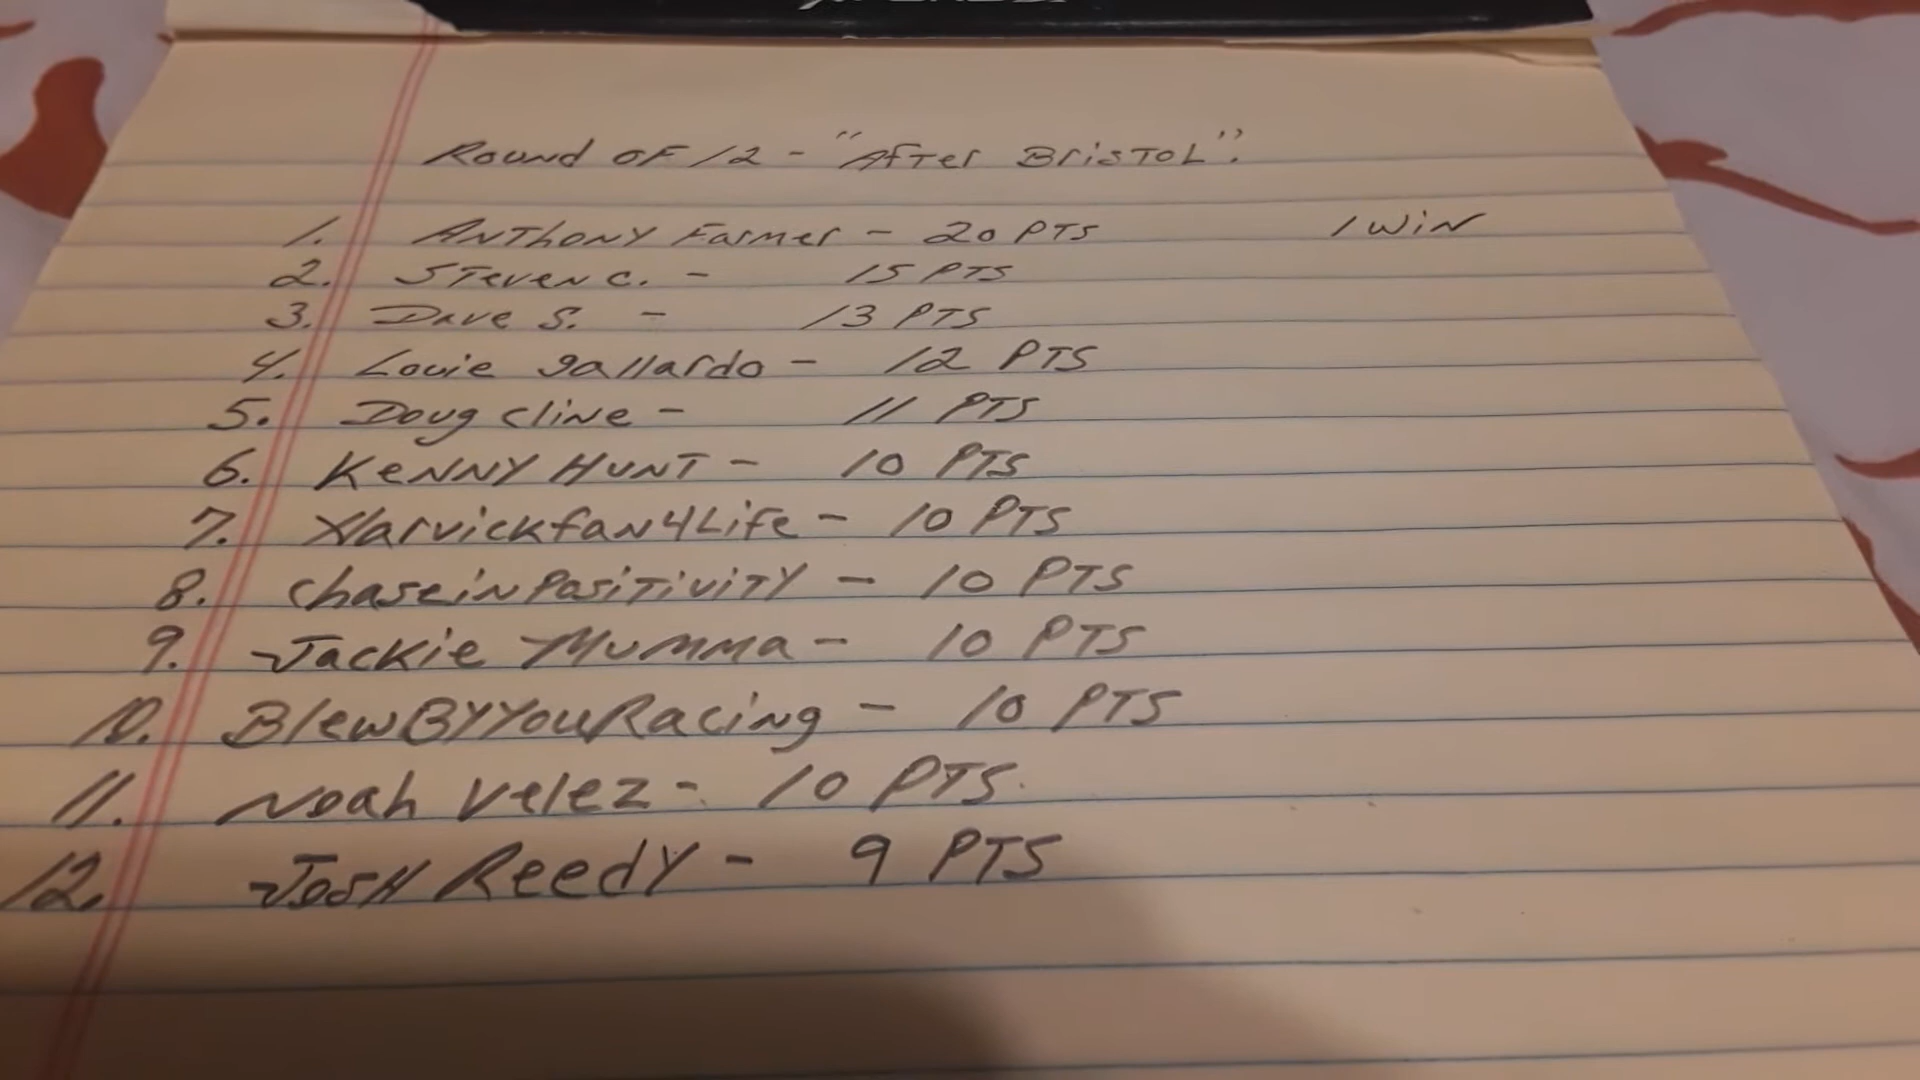 Round of 12 - "After Bristol".
1. Anthony Farmer - 20 PTS 1 WIN
2. Steven C. - 15 PTS
3. Dave S. - 13 PTS
4. Louie gallardo - 12 PTS
5. Doug Cline - 11 PTS
6. Kenny Hunt - 10 PTS
7. Harvickfan4Life - 10 PTS
8. ChaseinPositivity - 10 PTS
9. Jackie Mumma - 10 PTS
10. BlewBYYouRacing - 10 PTS
11. Noah Velez - 10 PTS.
12. Josh Reedy - 9 PTS